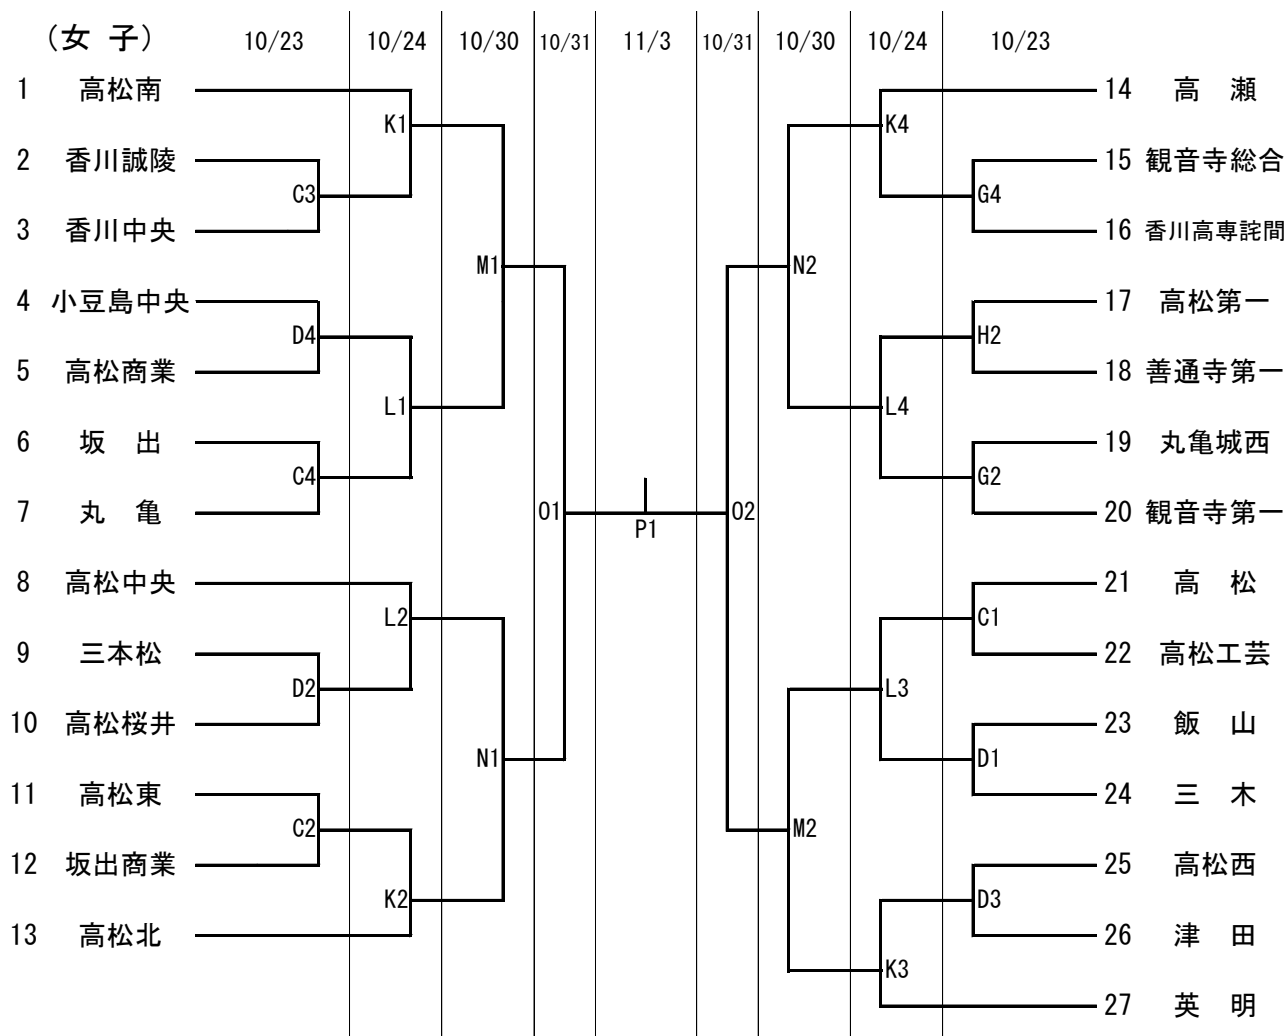 （女 子） 10/23 10/24 10/30 10/31 11/3 10/31 10/30 10/24 10/23
1 高松南 14 高 瀬
K1 K4
2 香川誠陵 15 観音寺総合
C3 G4
3 香川中央 16 香川高専詫間
M1 N2
4 小豆島中央 17 高松第一
D4 H2
5 高松商業 18 善通寺第一
L1 L4
6 坂 出 19 丸亀城西
C4 G2
7 丸 亀 O1 O2 20 観音寺第一
P1
8 高松中央 21 高 松
L2 C1
9 三本松 22 高松工芸
D2 L3
10 高松桜井 23 飯 山
N1 D1
11 高松東 24 三 木
C2 M2
12 坂出商業 25 高松西
K2 D3
13 高松北 26 津 田
K3
27 英 明